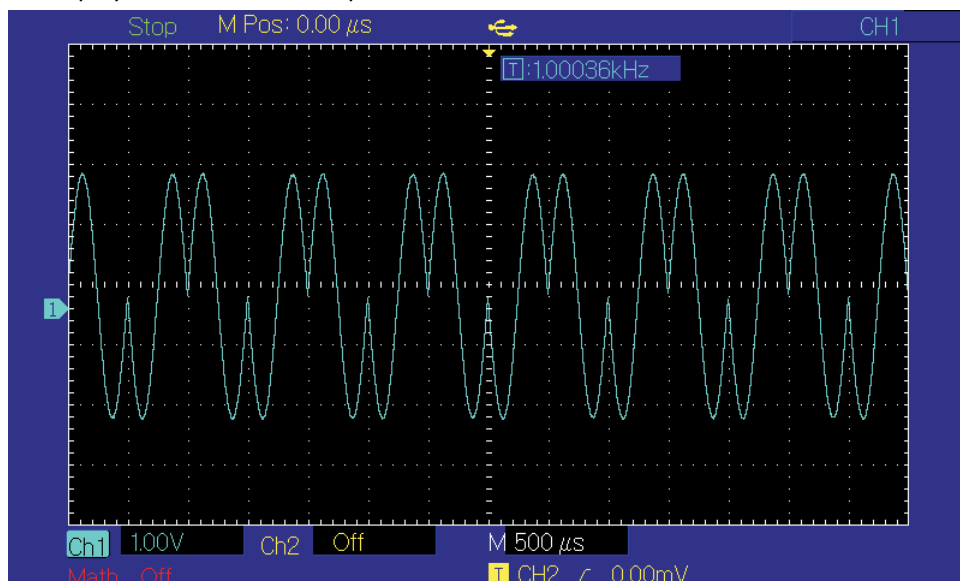 Stop M Pos: 0.00 μs CH1
T:1.00036kHz
1
Ch1 1.00V Ch2 Off M 500 μs
Math Off T CH2 0.00mV